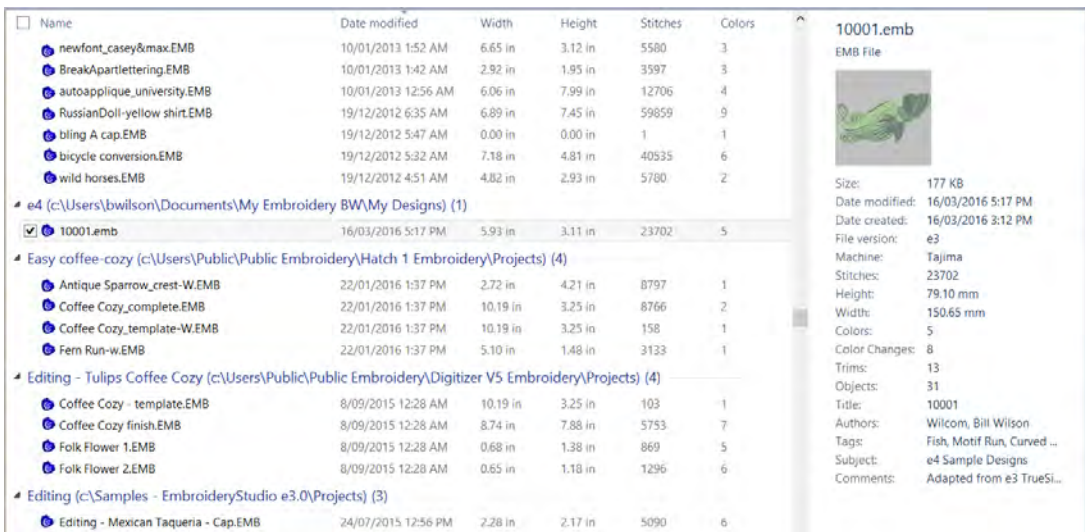 Name Date modified Width Height Stitches Colors
newfont_casey&max.EMB 10/01/2013 1:52 AM 6.65 in 3.12 in 5580 3
BreakApartlettering.EMB 10/01/2013 1:42 AM 2.92 in 1.95 in 3597 3
autoapplique_university.EMB 10/01/2013 12:56 AM 6.06 in 7.99 in 12706 4
RussianDoll-yellow shirt.EMB 19/12/2012 6:35 AM 6.89 in 7.45 in 59859 9
bling A cap.EMB 19/12/2012 5:47 AM 0.00 in 0.00 in 1 1
bicycle conversion.EMB 19/12/2012 5:32 AM 7.18 in 4.81 in 40535 6
wild horses.EMB 19/12/2012 4:51 AM 4.82 in 2.93 in 5780 2
e4 (c:\Users\bwilson\Documents\My Embroidery BW\My Designs) (1)
10001.emb 16/03/2016 5:17 PM 5.93 in 3.11 in 23702 5
Easy coffee-cozy (c:\Users\Public\Public Embroidery\Hatch 1 Embroidery\Projects) (4)
Antique Sparrow_crest-W.EMB 22/01/2016 1:37 PM 2.72 in 4.21 in 8797 1
Coffee Cozy_complete.EMB 22/01/2016 1:37 PM 10.19 in 3.25 in 8766 2
Coffee Cozy_template-W.EMB 22/01/2016 1:37 PM 10.19 in 3.25 in 158 1
Fern Run-w.EMB 22/01/2016 1:37 PM 5.10 in 1.48 in 3133 1
Editing - Tulips Coffee Cozy (c:\Users\Public\Public Embroidery\Digitizer V5 Embroidery\Projects) (4)
Coffee Cozy - template.EMB 8/09/2015 12:28 AM 10.19 in 3.25 in 103 1
Coffee Cozy finish.EMB 8/09/2015 12:28 AM 8.74 in 7.88 in 5753 7
Folk Flower 1.EMB 8/09/2015 12:28 AM 0.68 in 1.38 in 869 5
Folk Flower 2.EMB 8/09/2015 12:28 AM 0.65 in 1.18 in 1296 6
Editing (c:\Samples - EmbroideryStudio e3.0\Projects) (3)
Editing - Mexican Taqueria - Cap.EMB 24/07/2015 12:56 PM 2.28 in 2.17 in 5090 6
10001.emb
EMB File
Size: 177 KB
Date modified: 16/03/2016 5:17 PM
Date created: 16/03/2016 3:12 PM
File version: e3
Machine: Tajima
Stitches: 23702
Height: 79.10 mm
Width: 150.65 mm
Colors: 5
Color Changes: 8
Trims: 13
Objects: 31
Title: 10001
Authors: Wilcom, Bill Wilson
Tags: Fish, Motif Run, Curved ...
Subject: e4 Sample Designs
Comments: Adapted from e3 TrueSi...